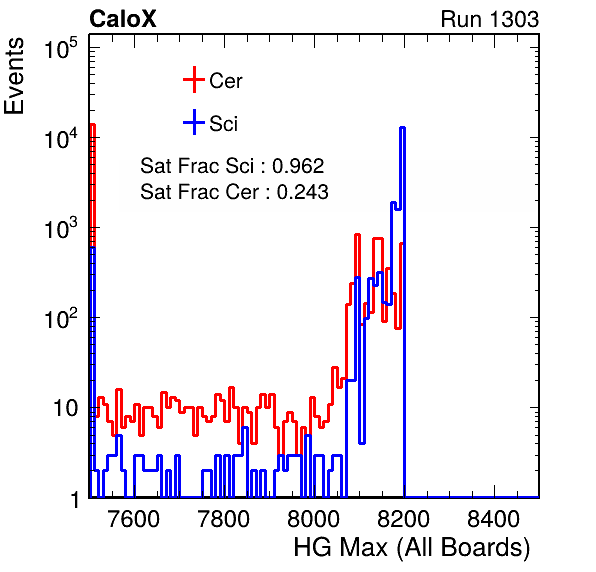 CaloX Run 1303
Events
10^5
10^4
10^3
10^2
10
1
Cer
Sci
Sat Frac Sci : 0.962
Sat Frac Cer : 0.243
7600 7800 8000 8200 8400
HG Max (All Boards)